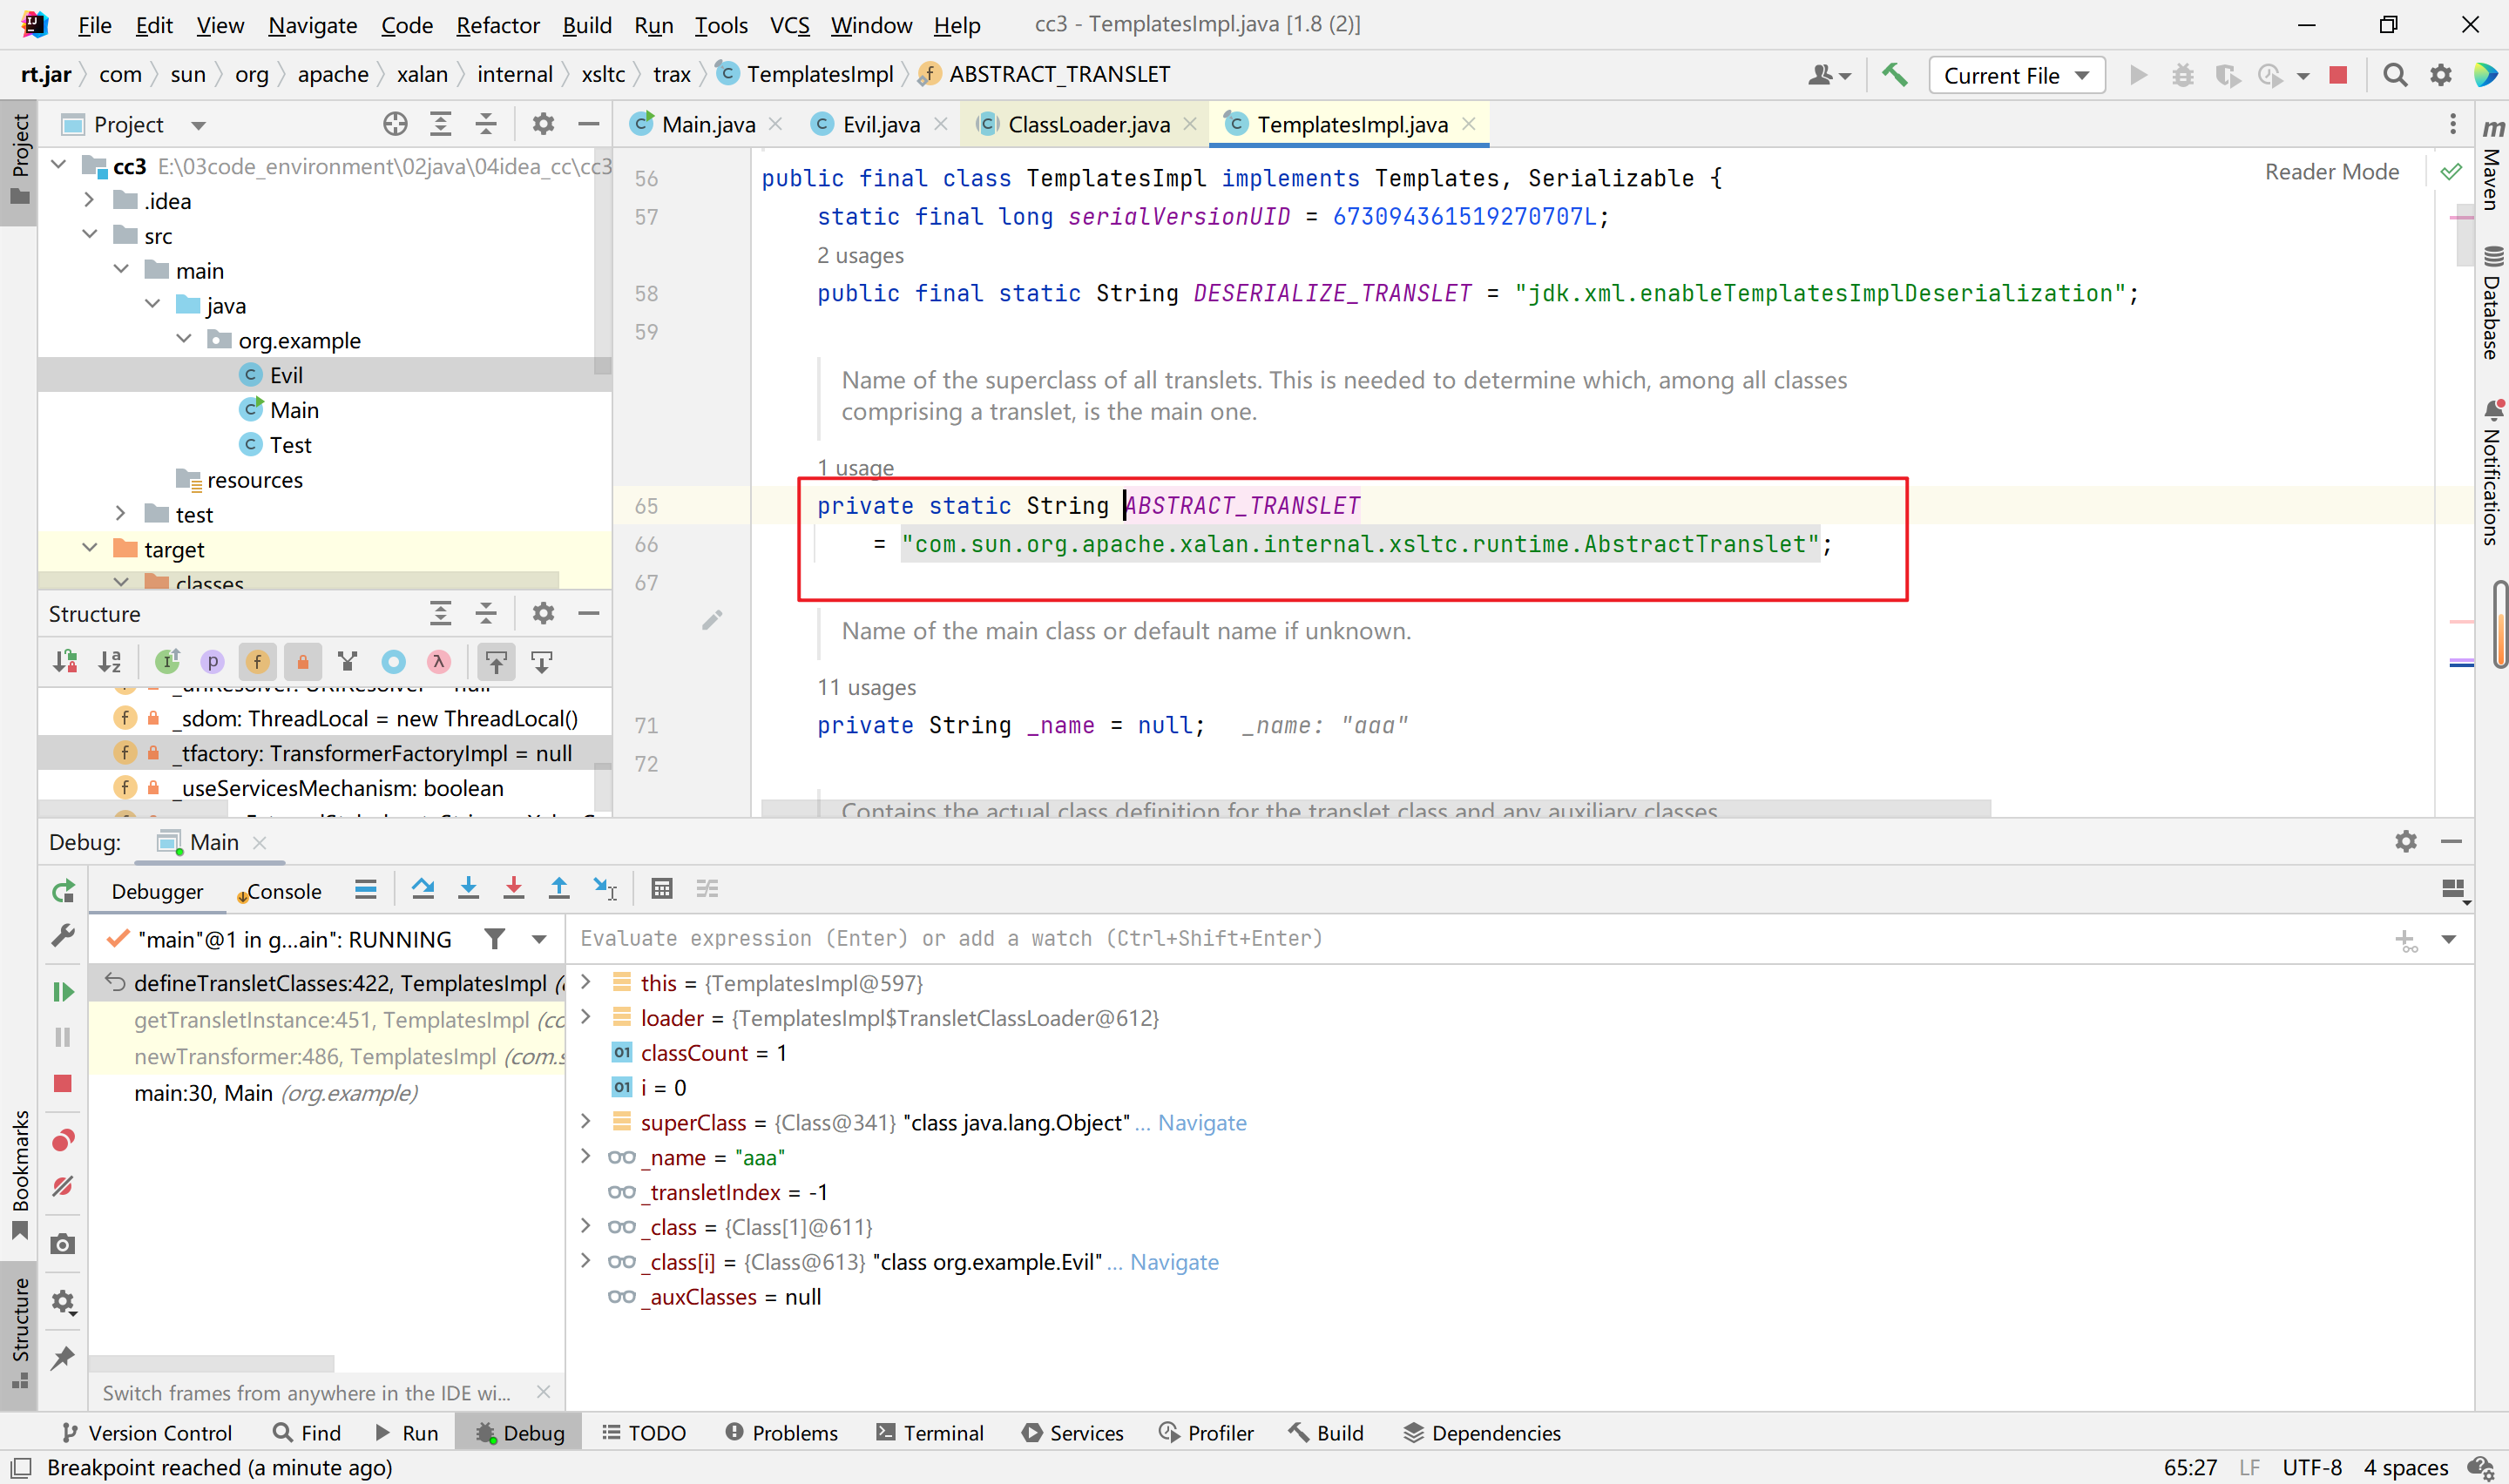 File Edit View Navigate Code Refactor Build Run Tools VCS Window Help cc3 - TemplatesImpl.java [1.8 (2)]
rt.jar com sun org apache xalan internal xsltc trax TemplatesImpl ABSTRACT_TRANSLET Current File
Project
Main.java Evil.java ClassLoader.java TemplatesImpl.java
Project
cc3 E:\03code_environment\02java\04idea_cc\cc3
.idea
src
main
java
org.example
Evil
Main
Test
resources
test
target
classes
Structure
_sdom: ThreadLocal = new ThreadLocal()
_tfactory: TransformerFactoryImpl = null
_useServicesMechanism: boolean
Reader Mode
56 public final class TemplatesImpl implements Templates, Serializable {
57 static final long serialVersionUID = 673094361519270707L;
2 usages
58 public final static String DESERIALIZE_TRANSLET = "jdk.xml.enableTemplatesImplDeserialization";
59
Name of the superclass of all translets. This is needed to determine which, among all classes
comprising a translet, is the main one.
1 usage
65 private static String ABSTRACT_TRANSLET
66 = "com.sun.org.apache.xalan.internal.xsltc.runtime.AbstractTranslet";
67
Name of the main class or default name if unknown.
11 usages
71 private String _name = null; _name: "aaa"
72
Contains the actual class definition for the translet class and any auxiliary classes
Maven
Database
Notifications
Debug: Main
Debugger Console
"main"@1 in g...ain": RUNNING
defineTransletClasses:422, TemplatesImpl (c
getTransletInstance:451, TemplatesImpl (co
newTransformer:486, TemplatesImpl (com.s
main:30, Main (org.example)
Switch frames from anywhere in the IDE wi...
Evaluate expression (Enter) or add a watch (Ctrl+Shift+Enter)
this = {TemplatesImpl@597}
loader = {TemplatesImpl$TransletClassLoader@612}
01 classCount = 1
01 i = 0
superClass = {Class@341} "class java.lang.Object" ... Navigate
_name = "aaa"
_transletIndex = -1
_class = {Class[1]@611}
_class[i] = {Class@613} "class org.example.Evil" ... Navigate
_auxClasses = null
Bookmarks
Structure
Version Control Find Run Debug TODO Problems Terminal Services Profiler Build Dependencies
Breakpoint reached (a minute ago) 65:27 LF UTF-8 4 spaces